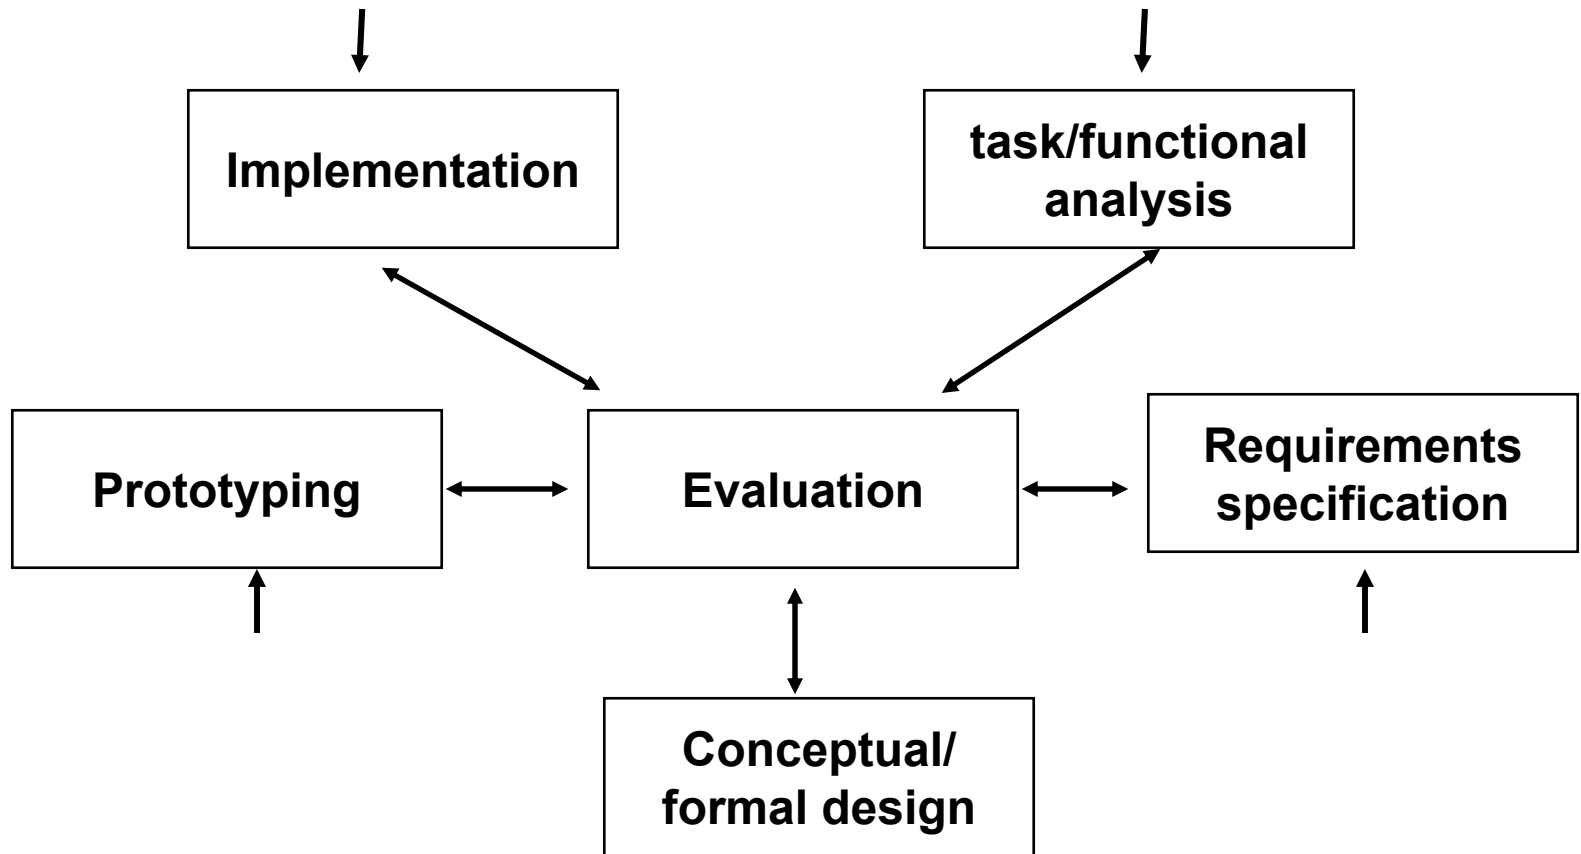 Implementation
task/functional
analysis
Prototyping
Evaluation
Requirements
specification
Conceptual/
formal design